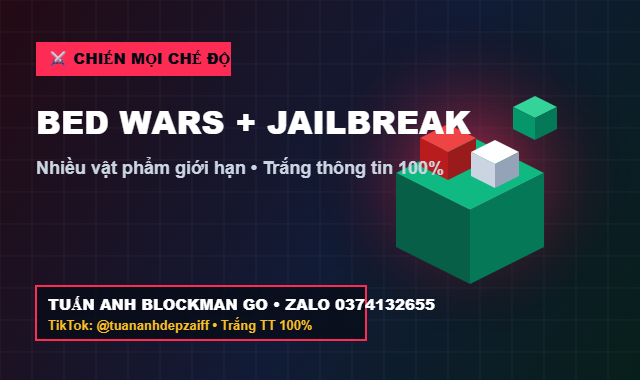 ⚔️ CHIẾN MỌI CHẾ ĐỘ
BED WARS + JAILBREAK
Nhiều vật phẩm giới hạn • Trắng thông tin 100%
TUẤN ANH BLOCKMAN GO • ZALO 0374132655
TikTok: @tuananhdepzaiff • Trắng TT 100%